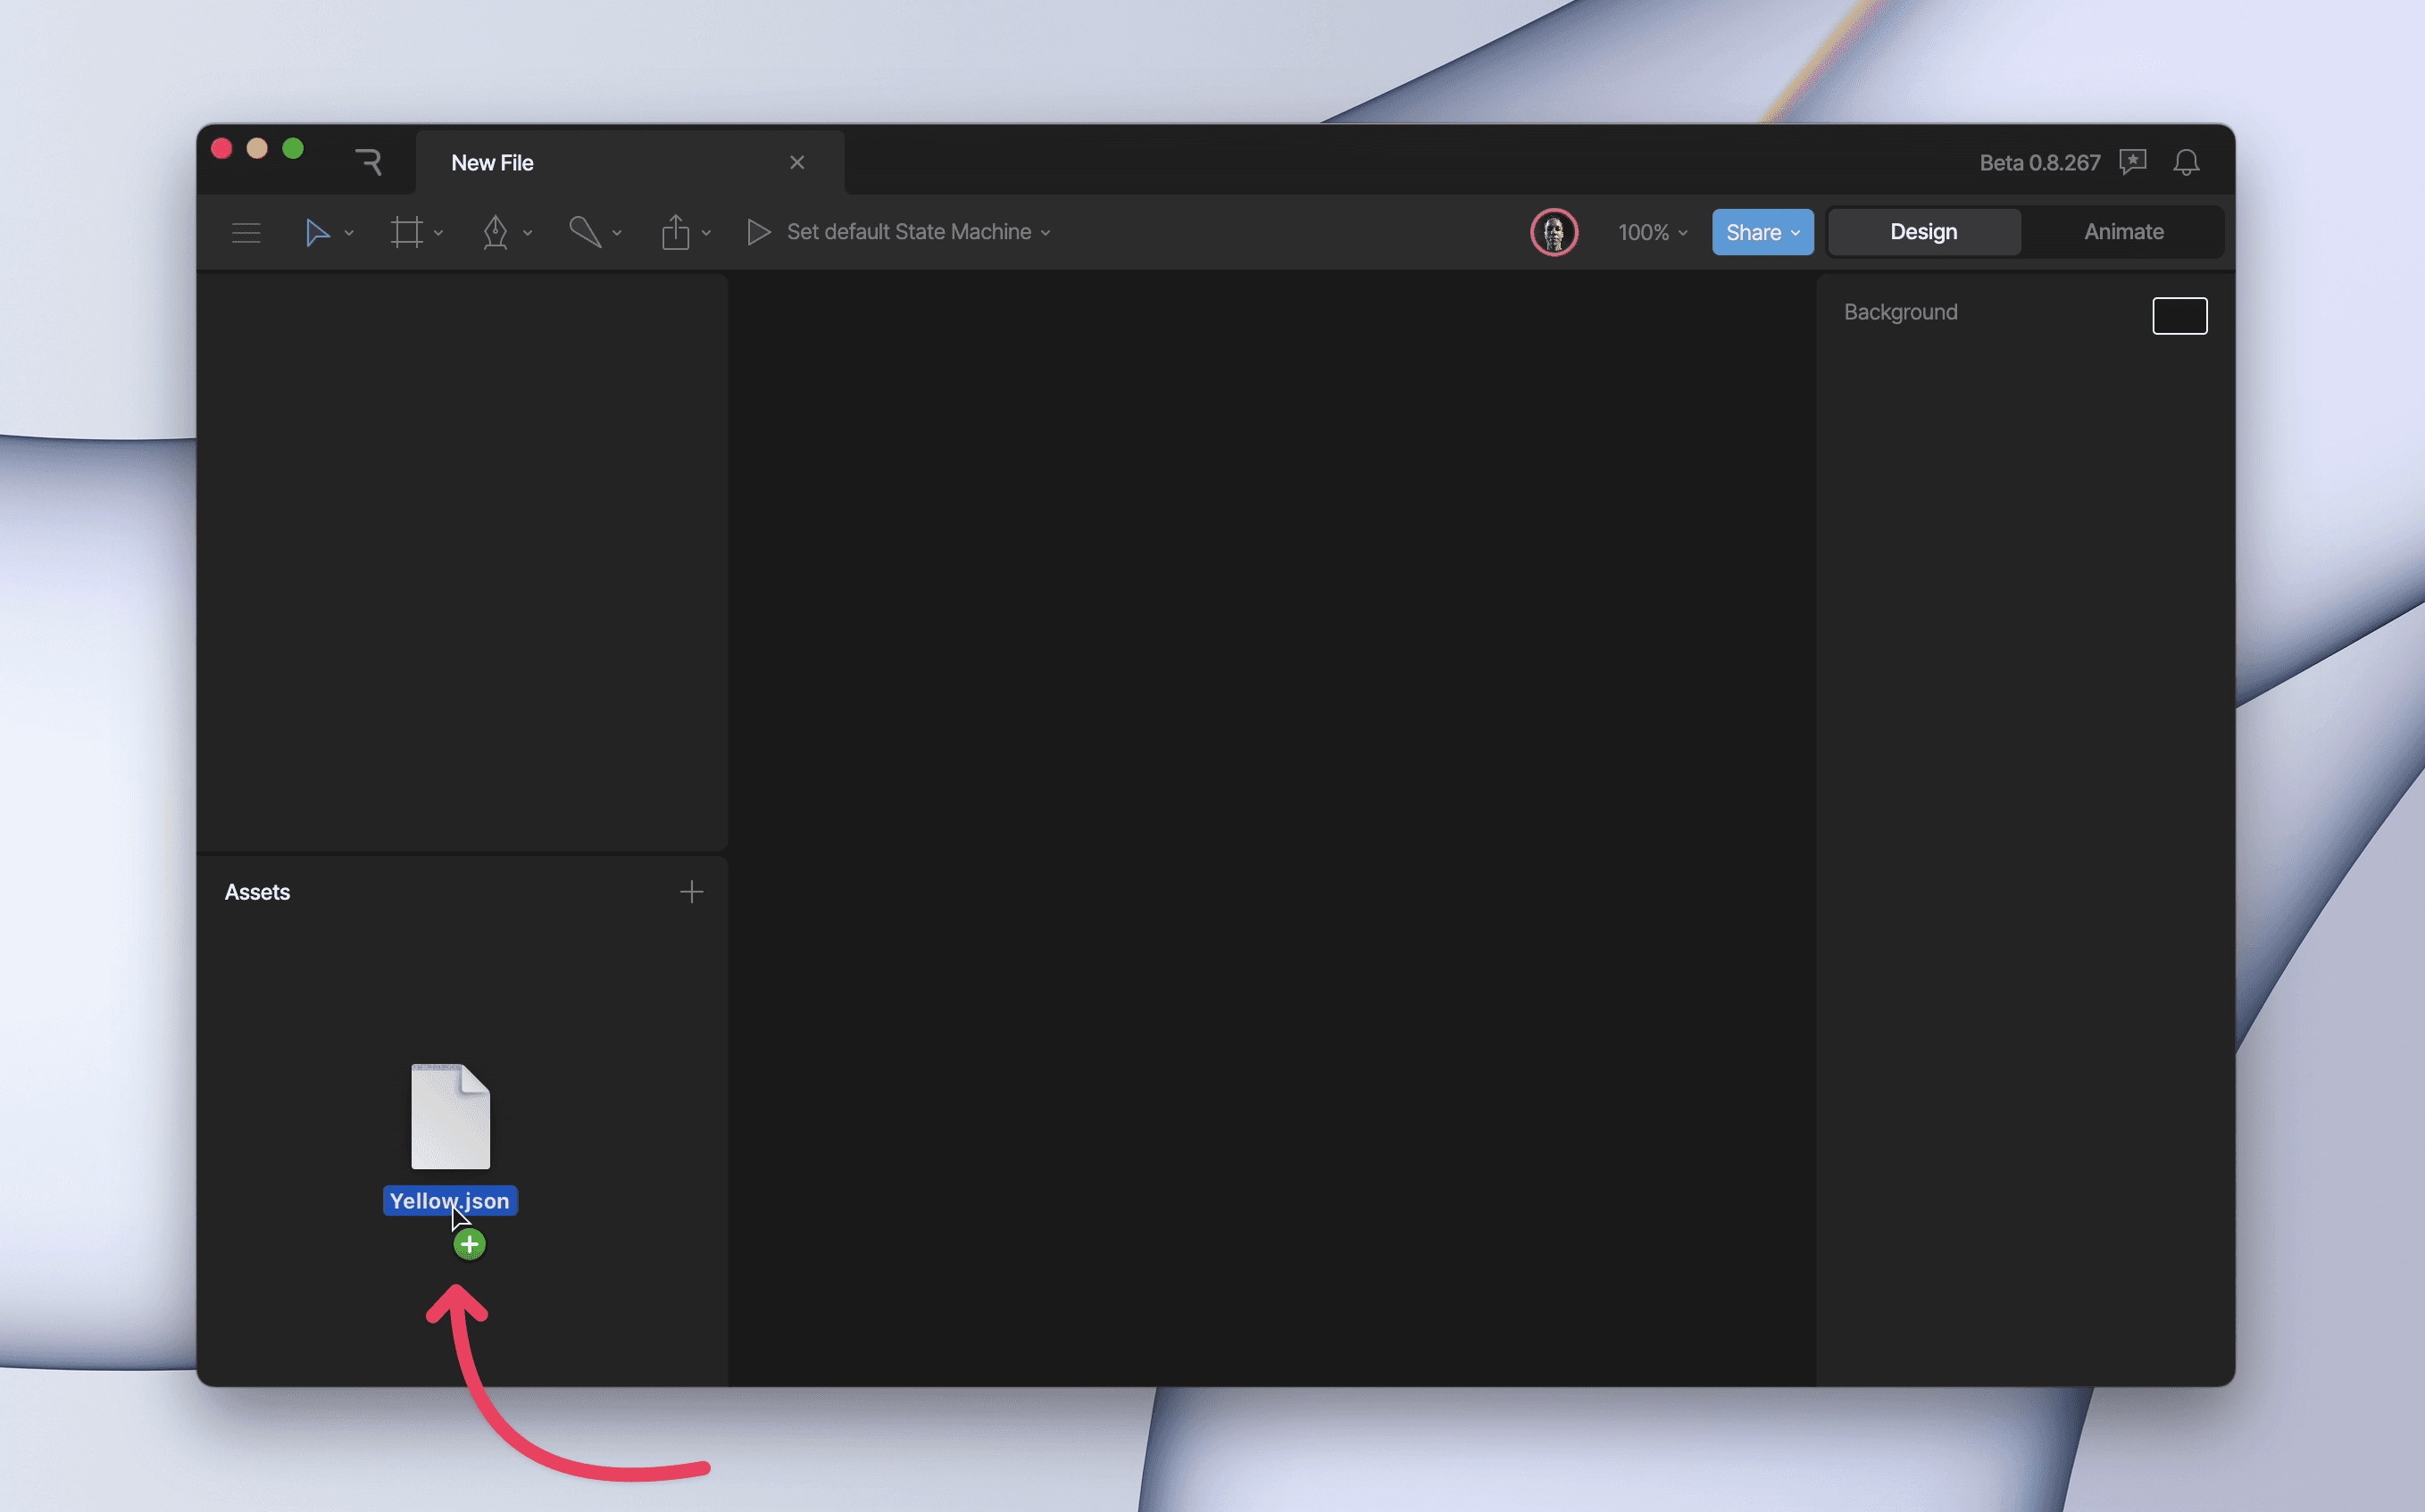 New File
Beta 0.8.267
Set default State Machine
100%
Share
Design
Animate
Background
Assets
Yellow.json